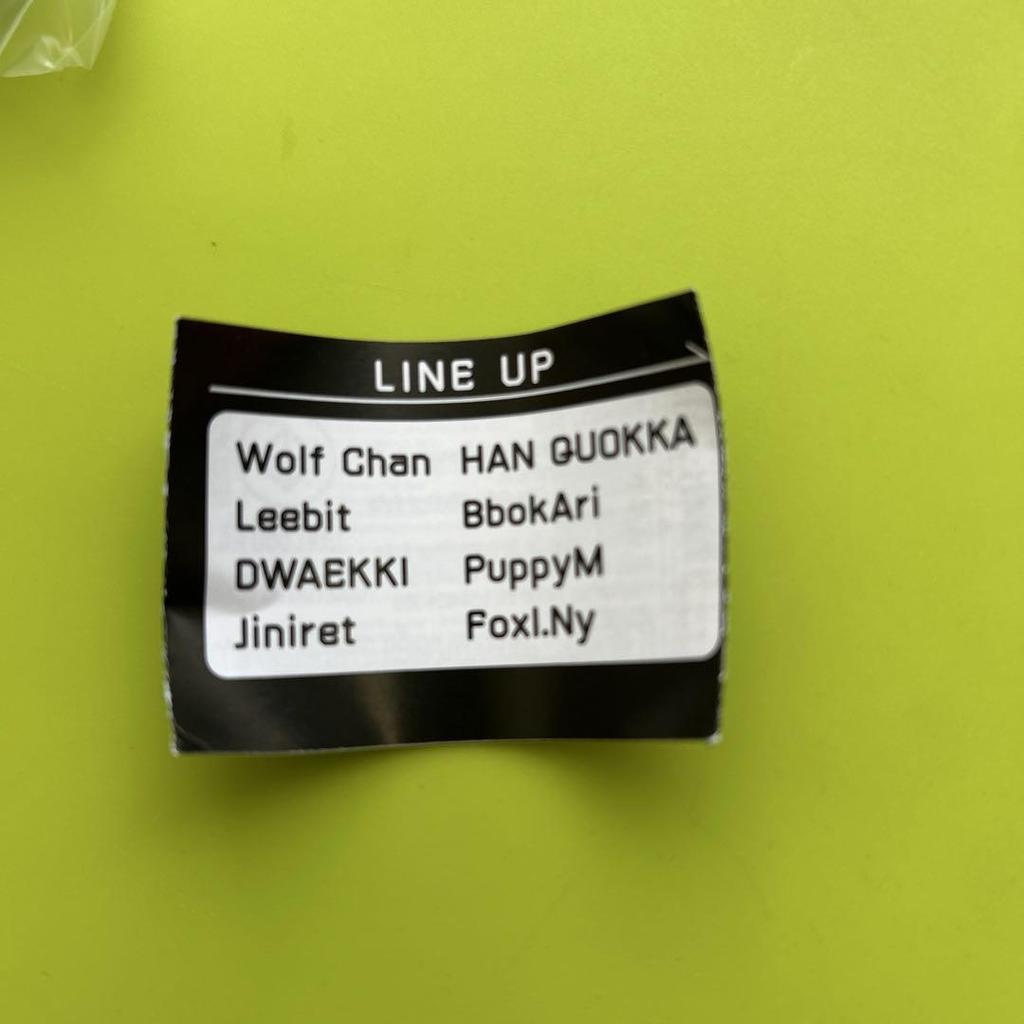 LINE UP
Wolf Chan HAN QUOKKA
Leebit BbokAri
DWAEKKI PuppyM
Jiniret FoxI.Ny